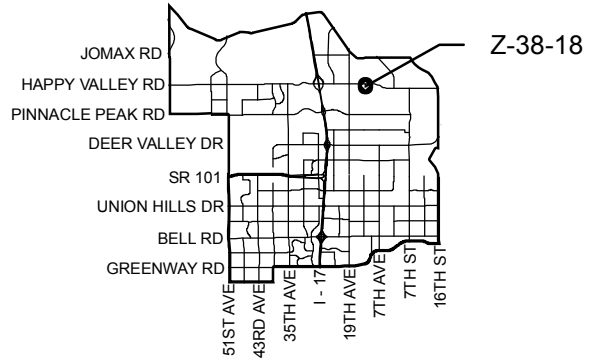 Z-38-18
JOMAX RD
HAPPY VALLEY RD
PINNACLE PEAK RD
DEER VALLEY DR
SR 101
UNION HILLS DR
BELL RD
GREENWAY RD
51ST AVE
43RD AVE
35TH AVE
I - 17
19TH AVE
7TH AVE
7TH ST
16TH ST